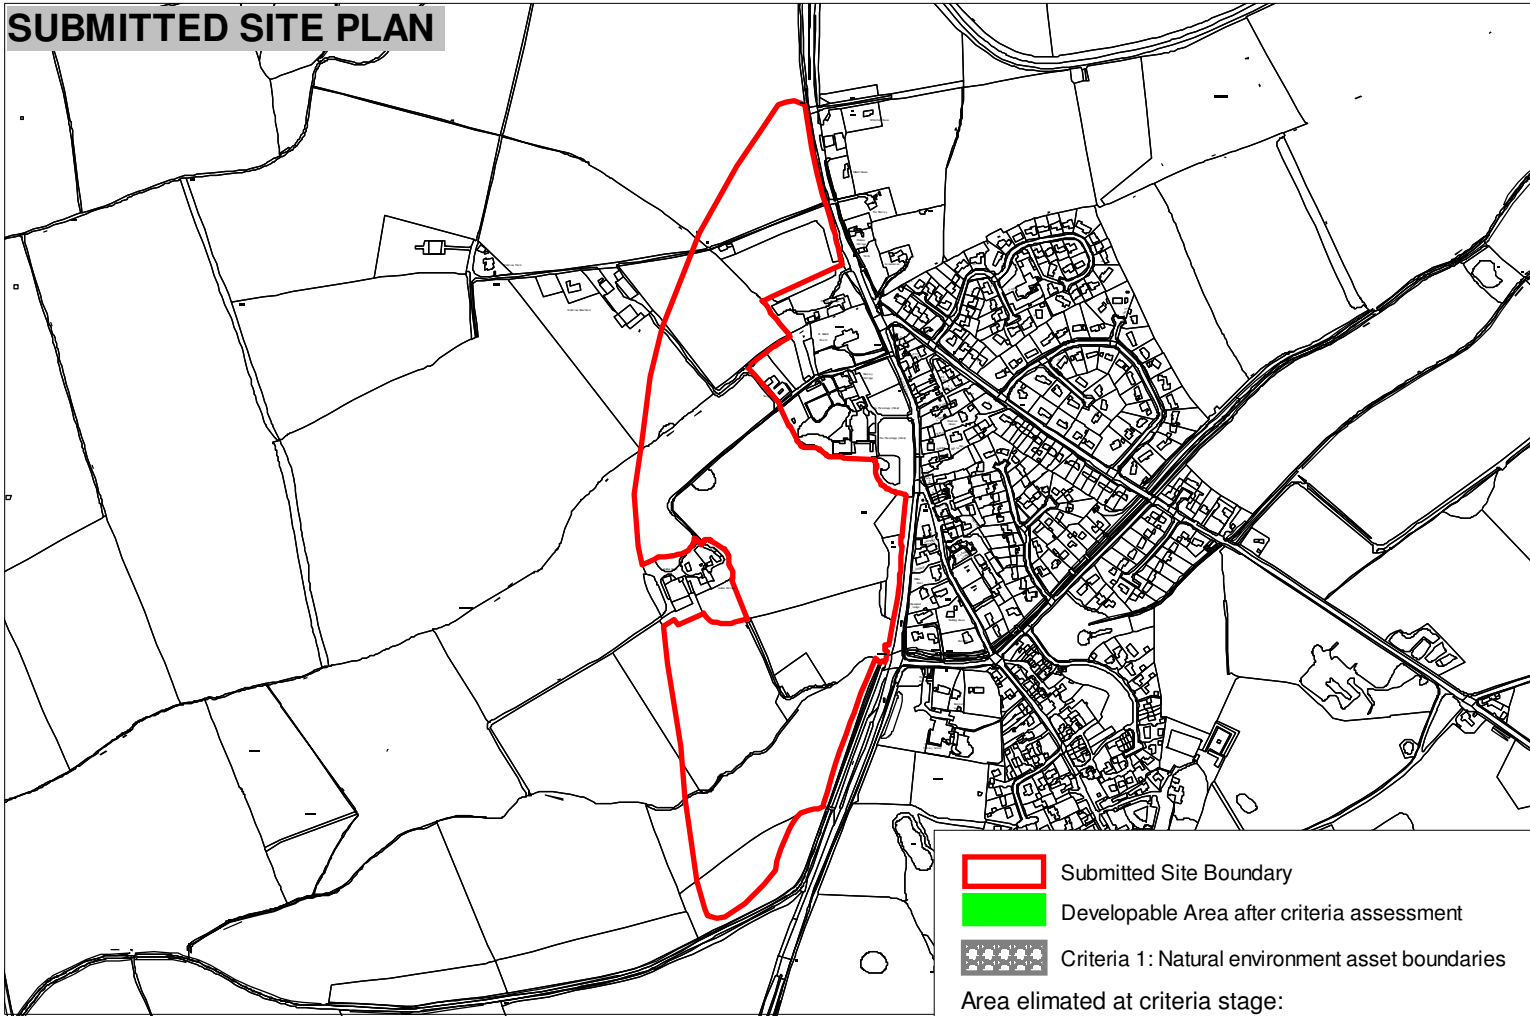 SUBMITTED SITE PLAN
Submitted Site Boundary
Developable Area after criteria assessment
Criteria 1: Natural environment asset boundaries
Area elimated at criteria stage: